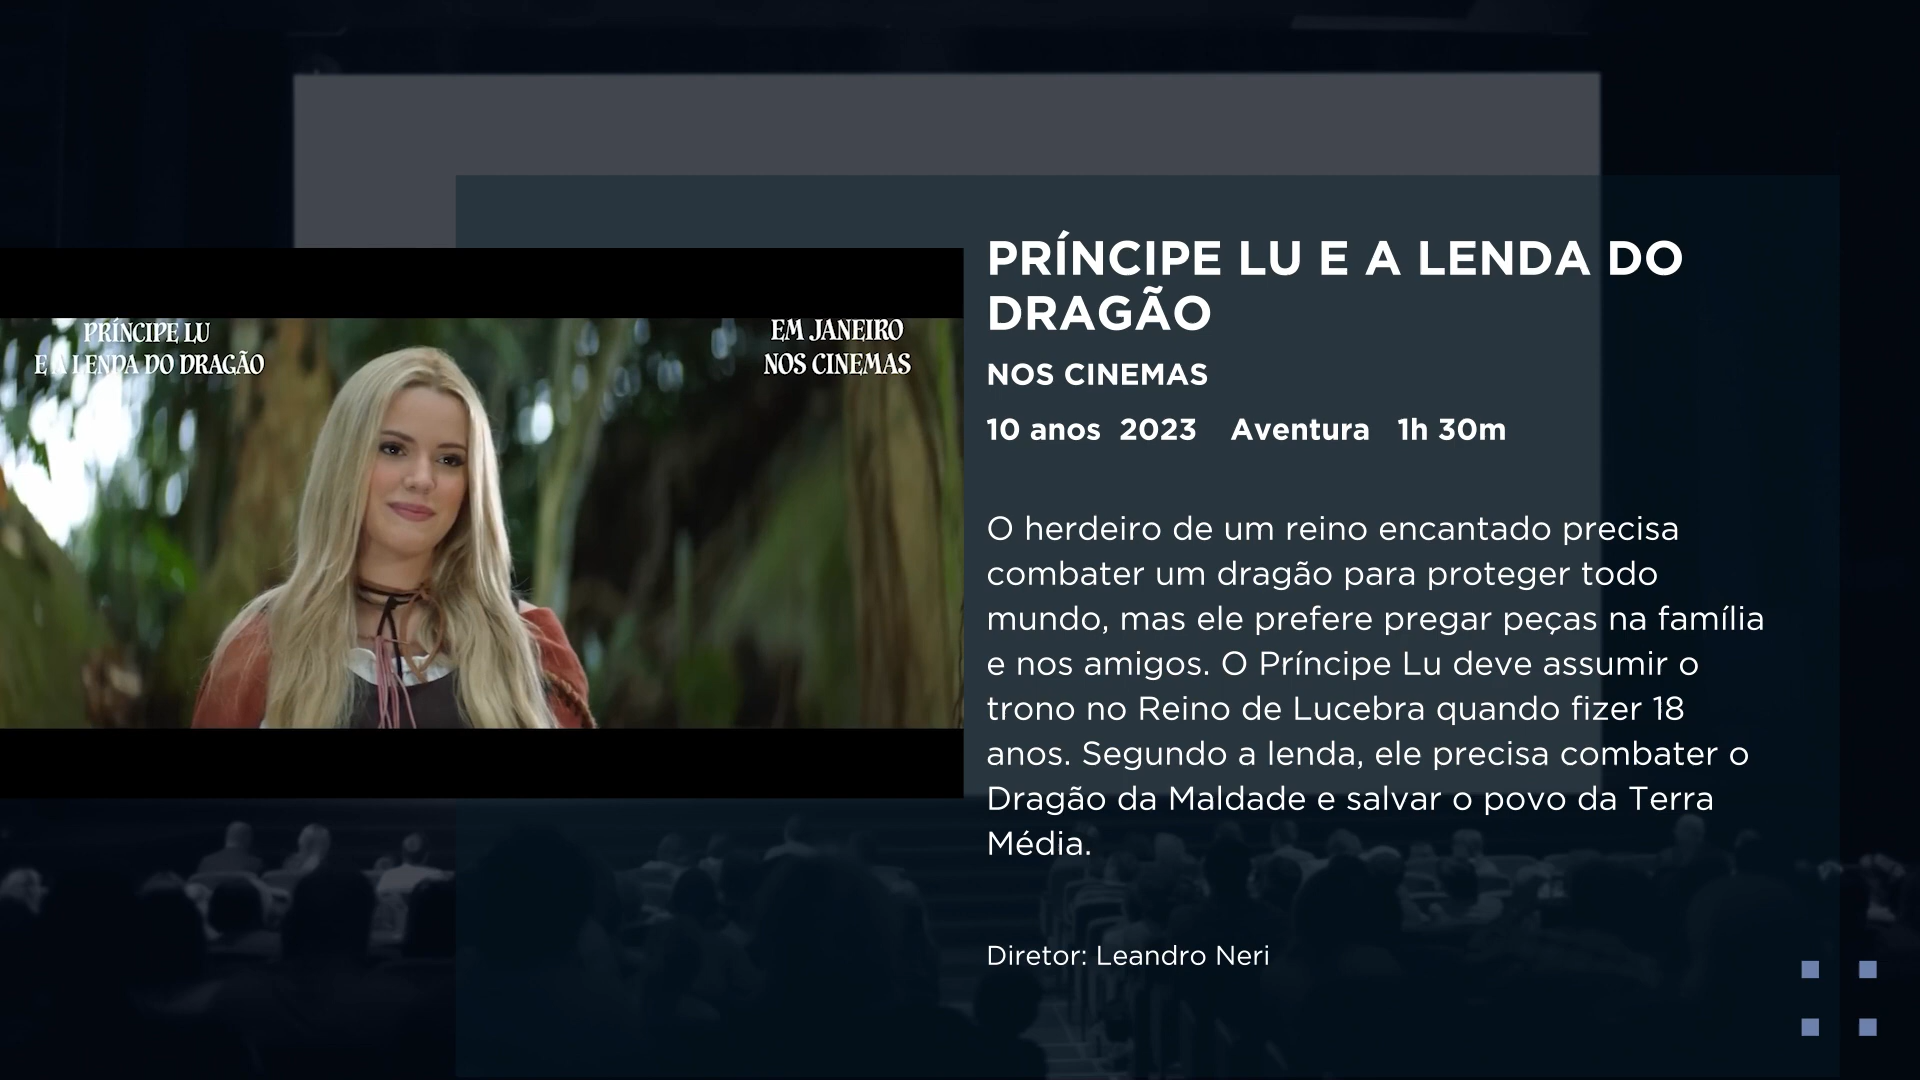 PRÍNCIPE LU E A LENDA DO
DRAGÃO
NOS CINEMAS
10 anos 2023 Aventura 1h 30m
PRÍNCIPE LU
E A LENDA DO DRAGÃO
EM JANEIRO
NOS CINEMAS
O herdeiro de um reino encantado precisa
combater um dragão para proteger todo
mundo, mas ele prefere pregar peças na família
e nos amigos. O Príncipe Lu deve assumir o
trono no Reino de Lucebra quando fizer 18
anos. Segundo a lenda, ele precisa combater o
Dragão da Maldade e salvar o povo da Terra
Média.
Diretor: Leandro Neri